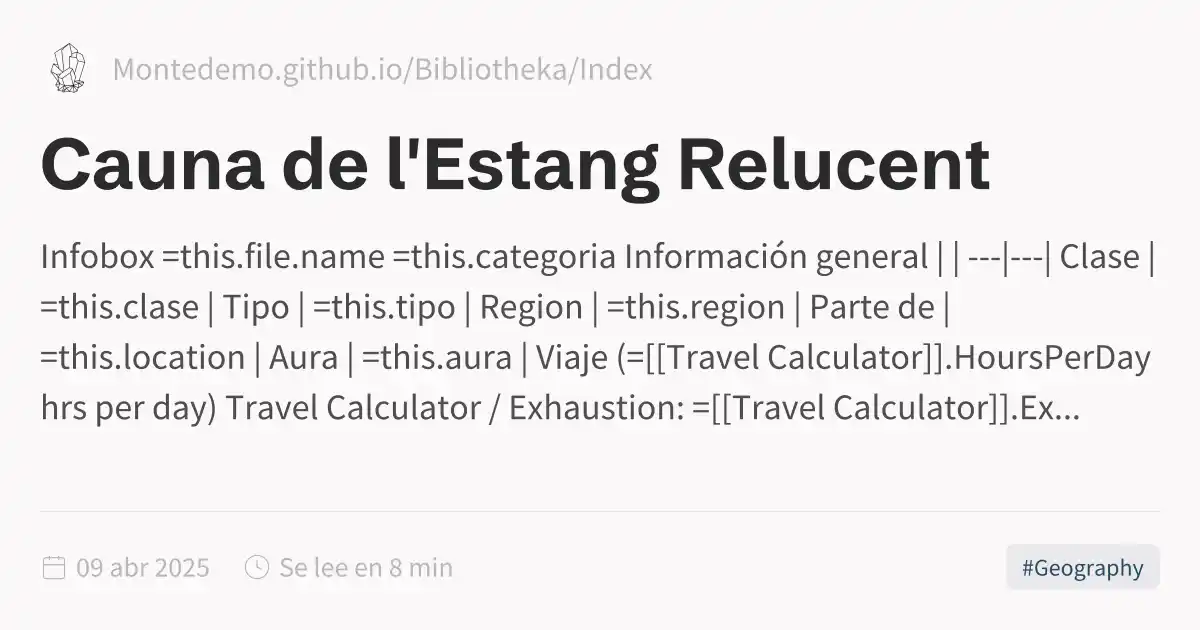 Montedemo.github.io/Bibliotheka/Index
Cauna de l'Estang Relucent
Infobox =this.file.name =this.categoria Información general | | ---|---| Clase |
=this.clase | Tipo | =this.tipo | Region | =this.region | Parte de |
=this.location | Aura | =this.aura | Viaje (=[[Travel Calculator]].HoursPerDay
hrs per day) Travel Calculator / Exhaustion: =[[Travel Calculator]].Ex...
09 abr 2025
Se lee en 8 min
#Geography